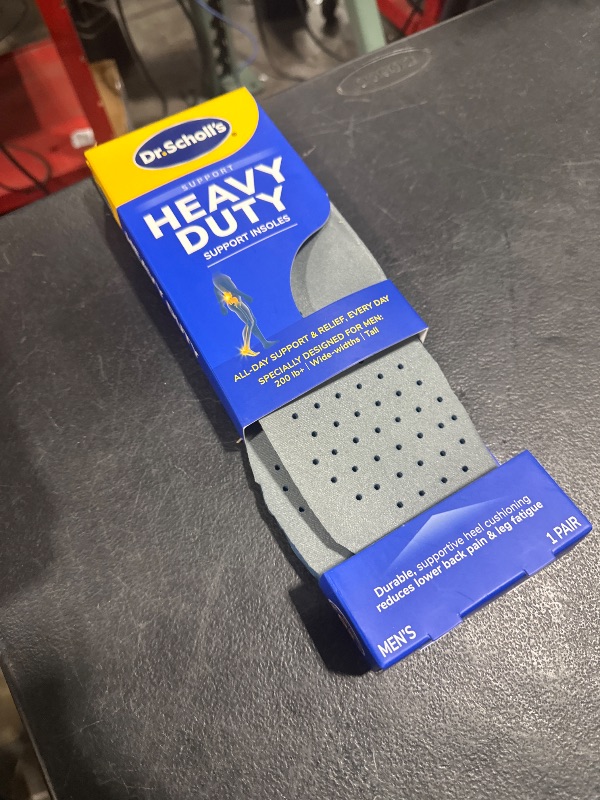 Dr.Scholl's
SUPPORT
HEAVY
DUTY
SUPPORT INSOLES
ALL-DAY SUPPORT & RELIEF, EVERY DAY
SPECIALLY DESIGNED FOR MEN:
200 lb+ | Wide-widths | Tall
Durable, supportive heel cushioning
reduces lower back pain & leg fatigue
MEN'S
1 PAIR